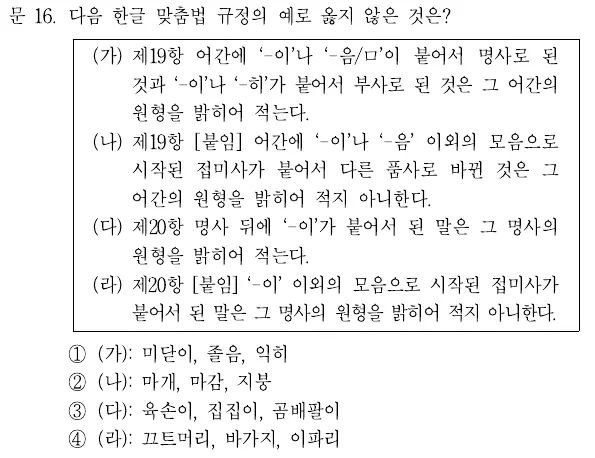 문 16. 다음 한글 맞춤법 규정의 예로 옳지 않은 것은?
(가) 제19항 어간에 ‘-이’나 ‘-음/ㅁ’이 붙어서 명사로 된
것과 ‘-이’나 ‘-히’가 붙어서 부사로 된 것은 그 어간의
원형을 밝히어 적는다.
(나) 제19항 [붙임] 어간에 ‘-이’나 ‘-음’ 이외의 모음으로
시작된 접미사가 붙어서 다른 품사로 바뀐 것은 그
어간의 원형을 밝히어 적지 아니한다.
(다) 제20항 명사 뒤에 ‘-이’가 붙어서 된 말은 그 명사의
원형을 밝히어 적는다.
(라) 제20항 [붙임] ‘-이’ 이외의 모음으로 시작된 접미사가
붙어서 된 말은 그 명사의 원형을 밝히어 적지 아니한다.
① (가): 미닫이, 졸음, 익히
② (나): 마개, 마감, 지붕
③ (다): 육손이, 집집이, 곰배팔이
④ (라): 끄트머리, 바가지, 이파리